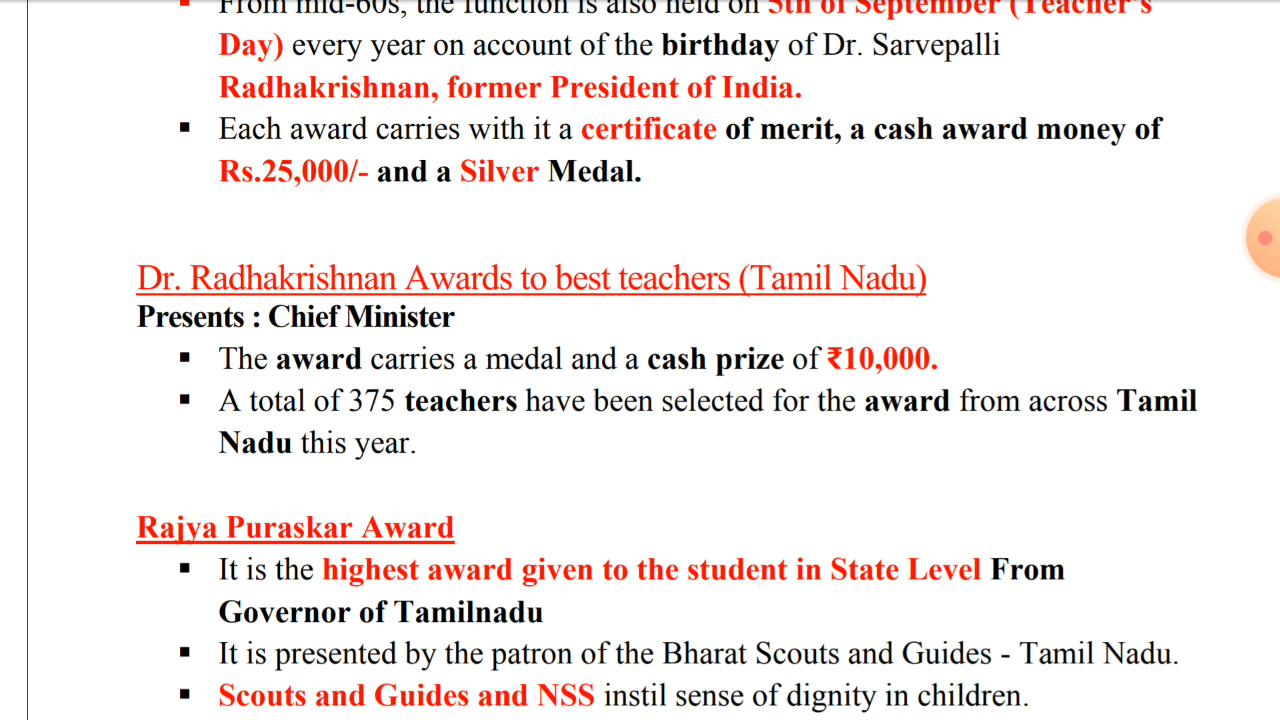 From mid-60s, the function is also held on 5th of September (Teacher's
Day) every year on account of the birthday of Dr. Sarvepalli
Radhakrishnan, former President of India.
▪ Each award carries with it a certificate of merit, a cash award money of
Rs.25,000/- and a Silver Medal.
Dr. Radhakrishnan Awards to best teachers (Tamil Nadu)
Presents : Chief Minister
▪ The award carries a medal and a cash prize of ₹10,000.
▪ A total of 375 teachers have been selected for the award from across Tamil
Nadu this year.
Rajya Puraskar Award
▪ It is the highest award given to the student in State Level From
Governor of Tamilnadu
▪ It is presented by the patron of the Bharat Scouts and Guides - Tamil Nadu.
▪ Scouts and Guides and NSS instil sense of dignity in children.